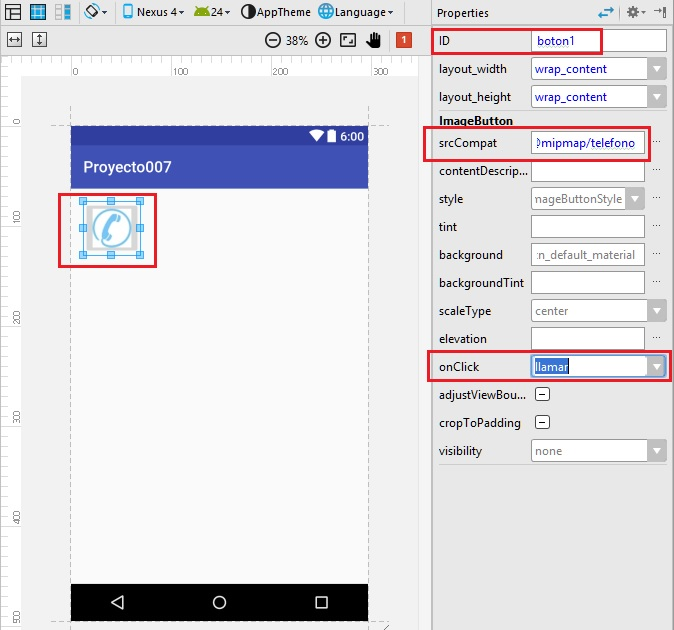 Nexus 4 24 AppTheme Language
38% 1
0 100 200 300
0
6:00
Proyecto007
100
200
300
400
500
Properties
ID boton1
layout_width wrap_content
layout_height wrap_content
ImageButton
srcCompat @mipmap/telefono ...
contentDescrip... ...
style nageButtonStyle ...
tint ...
background :n_default_material ...
backgroundTint ...
scaleType center
elevation ...
onClick llamar
adjustViewBou...
cropToPadding
visibility none